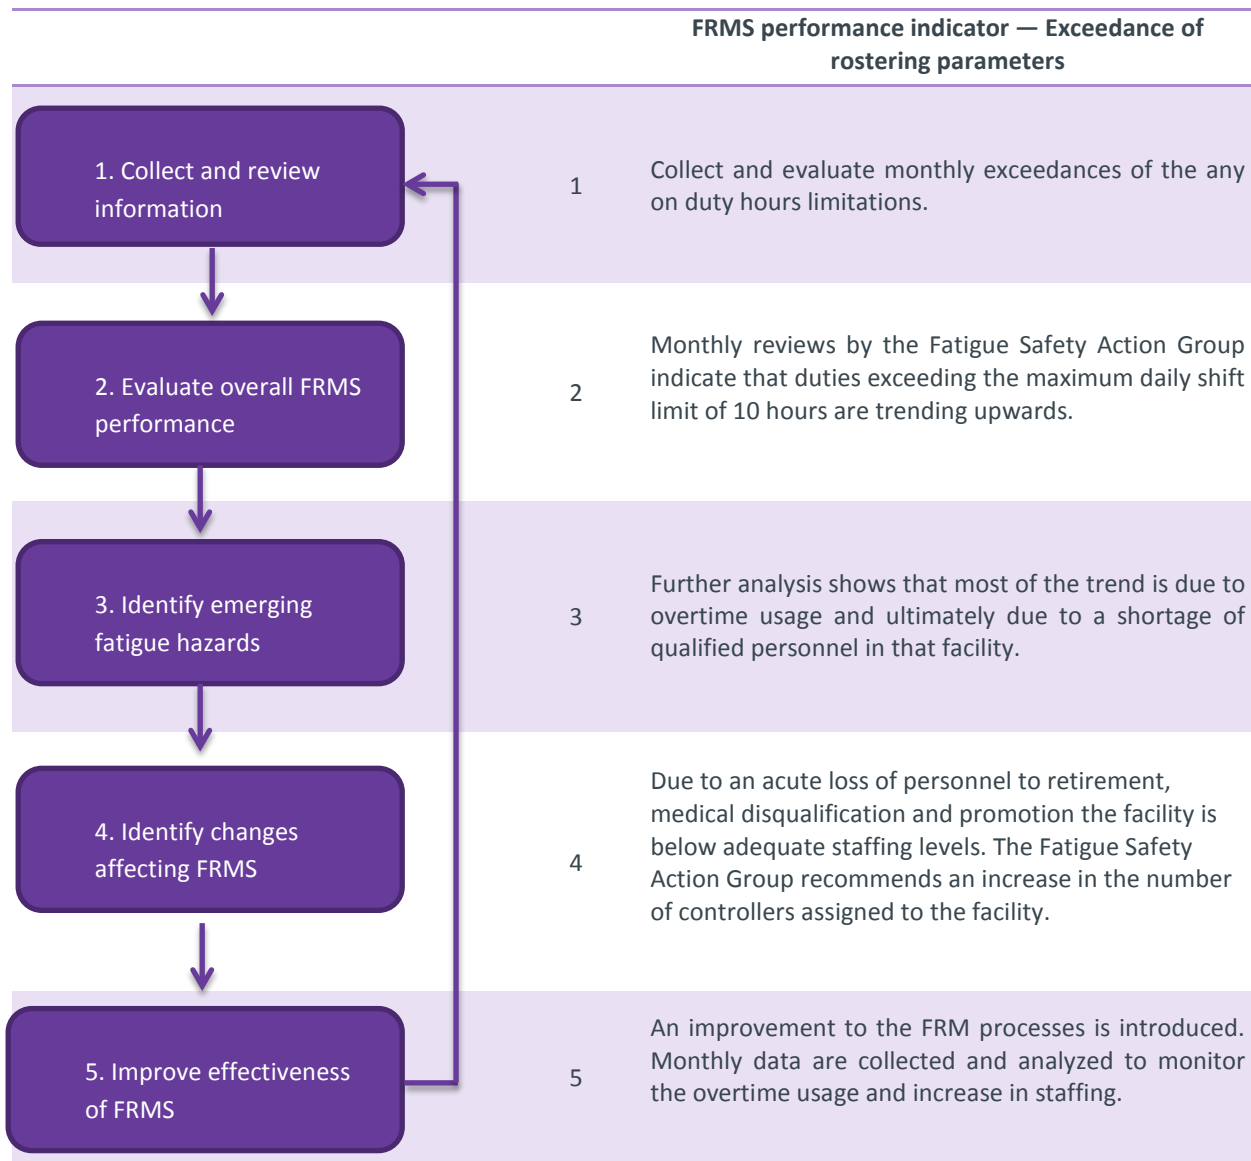 FRMS performance indicator — Exceedance of
rostering parameters
1. Collect and review
information
1
Collect and evaluate monthly exceedances of the any
on duty hours limitations.
2. Evaluate overall FRMS
performance
2
Monthly reviews by the Fatigue Safety Action Group
indicate that duties exceeding the maximum daily shift
limit of 10 hours are trending upwards.
3. Identify emerging
fatigue hazards
3
Further analysis shows that most of the trend is due to
overtime usage and ultimately due to a shortage of
qualified personnel in that facility.
4. Identify changes
affecting FRMS
4
Due to an acute loss of personnel to retirement,
medical disqualification and promotion the facility is
below adequate staffing levels. The Fatigue Safety
Action Group recommends an increase in the number
of controllers assigned to the facility.
5. Improve effectiveness
of FRMS
5
An improvement to the FRM processes is introduced.
Monthly data are collected and analyzed to monitor
the overtime usage and increase in staffing.